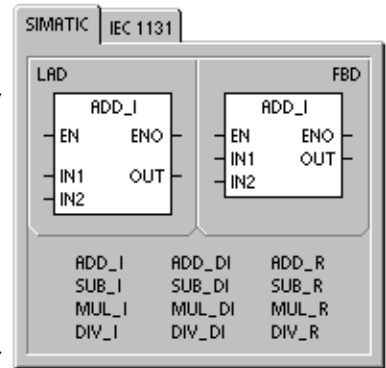 SIMATIC IEC 1131
LAD FBD
ADD_I
EN ENO
IN1 OUT
IN2
ADD_I
EN ENO
IN1 OUT
IN2
ADD_I ADD_DI ADD_R
SUB_I SUB_DI SUB_R
MUL_I MUL_DI MUL_R
DIV_I DIV_DI DIV_R